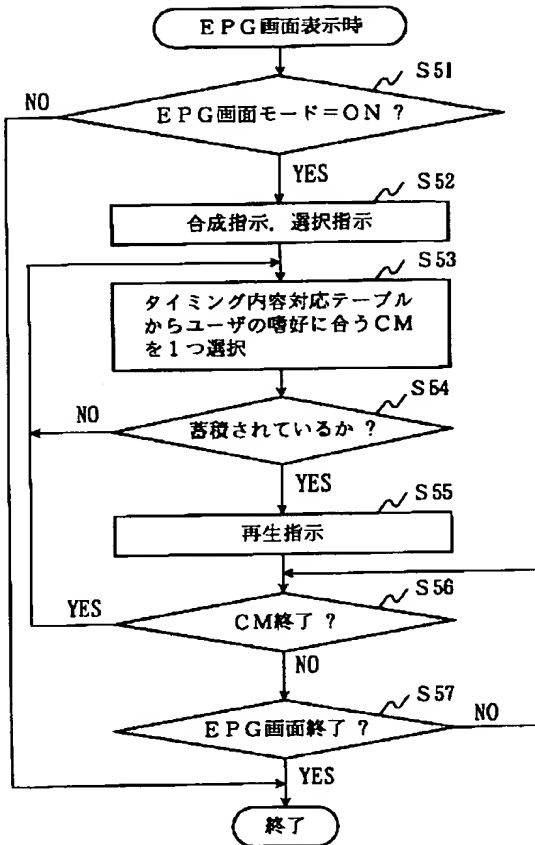 EPG画面表示時
S51
NO
EPG画面モード=ON ?
YES
S52
合成指示,選択指示
S53
タイミング内容対応テーブル
からユーザの嗜好に合うCM
を1つ選択
S54
NO
蓄積されているか ?
YES
S55
再生指示
S56
YES
CM終了 ?
NO
S57
EPG画面終了 ?
NO
YES
終了